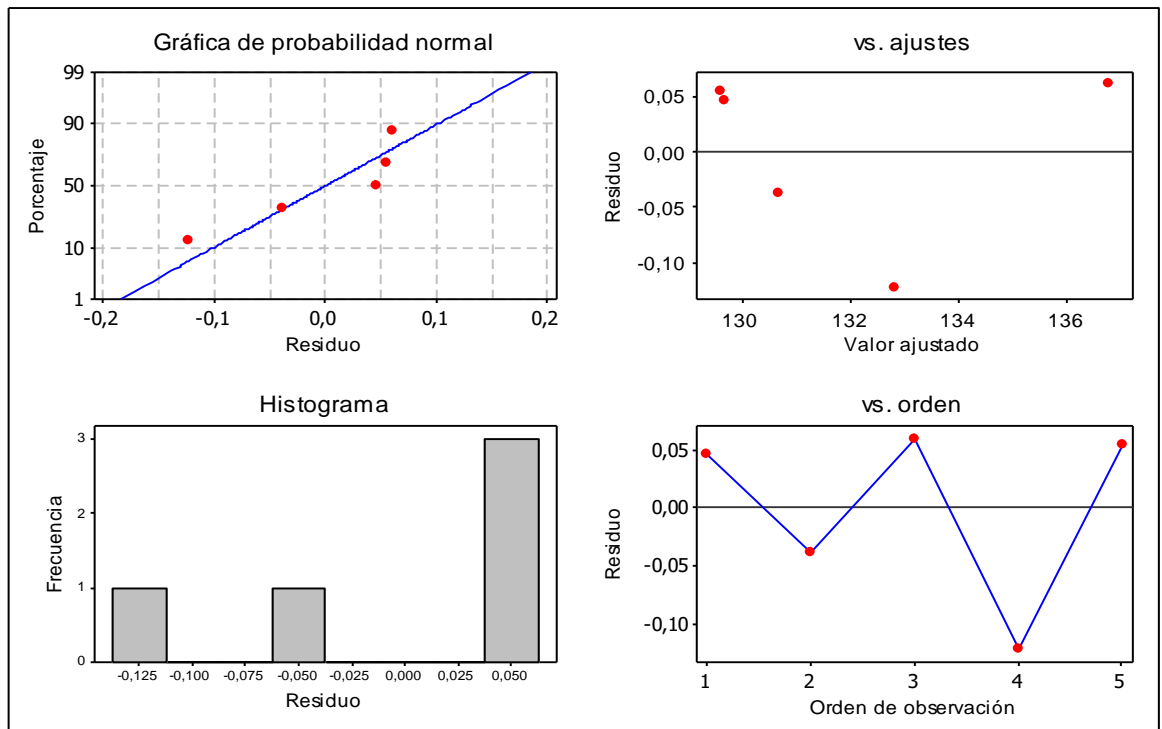 Gráfica de probabilidad normal
99
90
50
10
1
Porcentaje
-0,2 -0,1 0,0 0,1 0,2
Residuo
vs. ajustes
0,05
0,00
-0,05
-0,10
Residuo
130 132 134 136
Valor ajustado
Histograma
3
2
1
0
Frecuencia
-0,125 -0,100 -0,075 -0,050 -0,025 0,000 0,025 0,050
Residuo
vs. orden
0,05
0,00
-0,05
-0,10
Residuo
1 2 3 4 5
Orden de observación